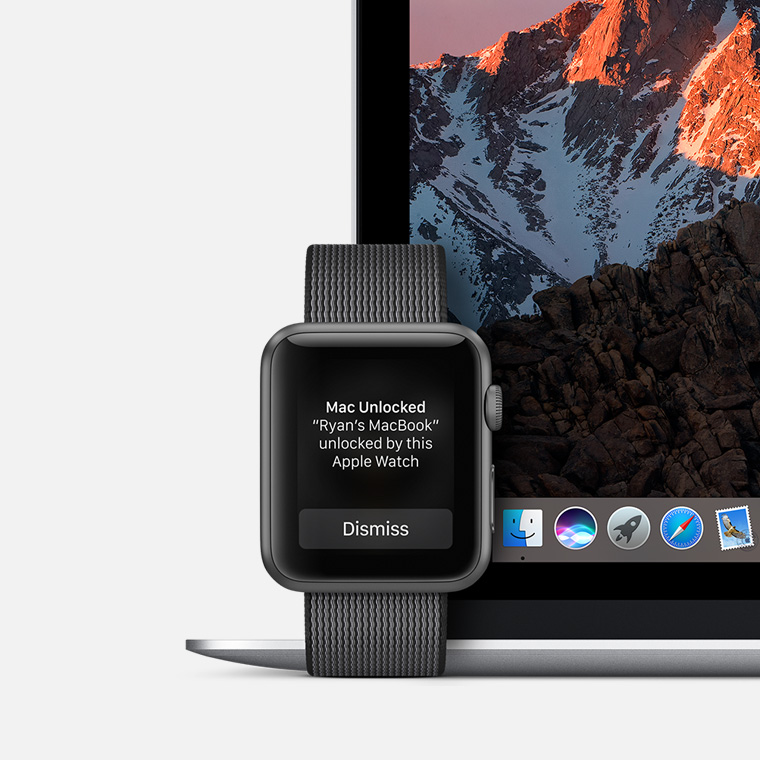 Mac Unlocked
“Ryan’s MacBook”
unlocked by this
Apple Watch
Dismiss